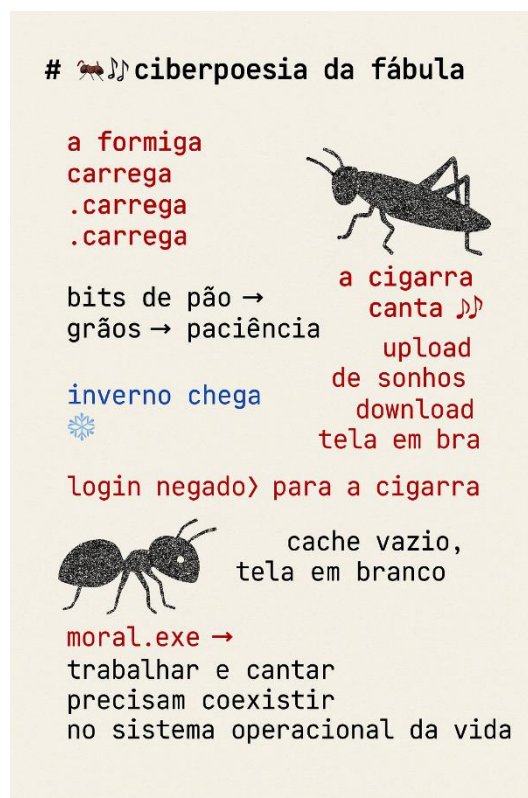 # 🐜🎶 ciberpoesia da fábula
a formiga
carrega
.carrega
.carrega
bits de pão →
grãos → paciência
a cigarra
canta 🎶
upload
de sonhos
download
tela em bra
inverno chega
❄️
login negado〉 para a cigarra
cache vazio,
tela em branco
moral.exe →
trabalhar e cantar
precisam coexistir
no sistema operacional da vida